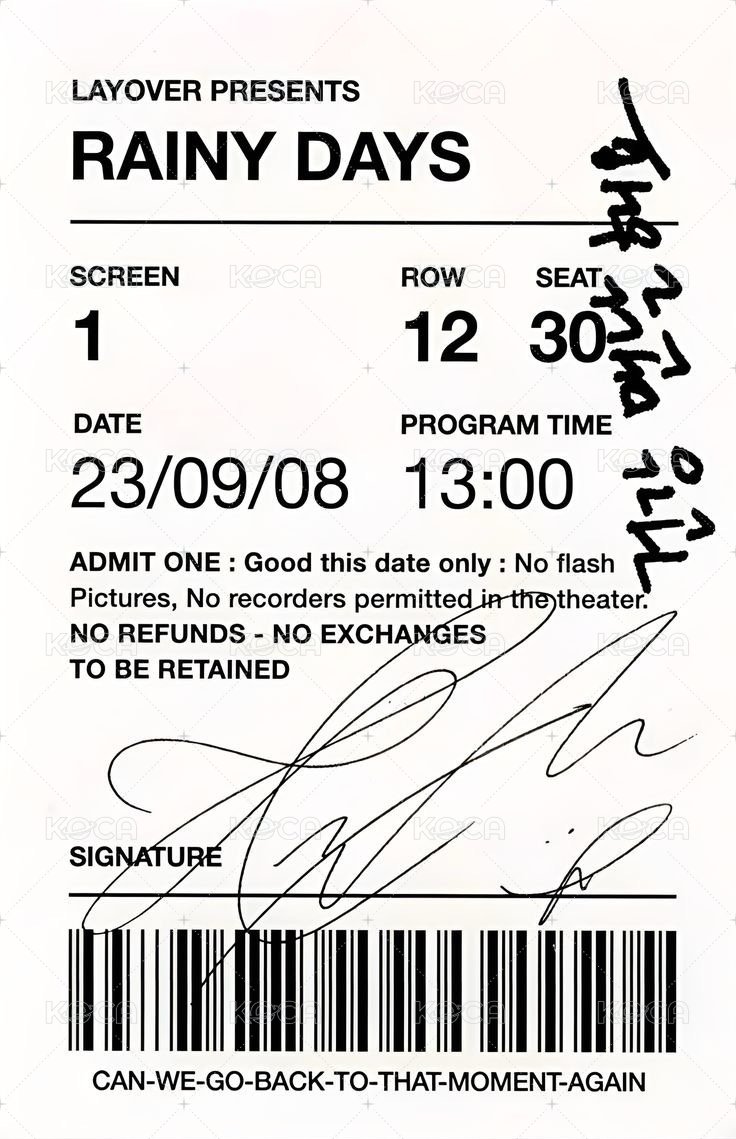 LAYOVER PRESENTS
RAINY DAYS
SCREEN ROW SEAT
1 12 30
DATE PROGRAM TIME
23/09/08 13:00
ADMIT ONE : Good this date only : No flash
Pictures, No recorders permitted in the theater.
NO REFUNDS - NO EXCHANGES
TO BE RETAINED
SIGNATURE
CAN-WE-GO-BACK-TO-THAT-MOMENT-AGAIN